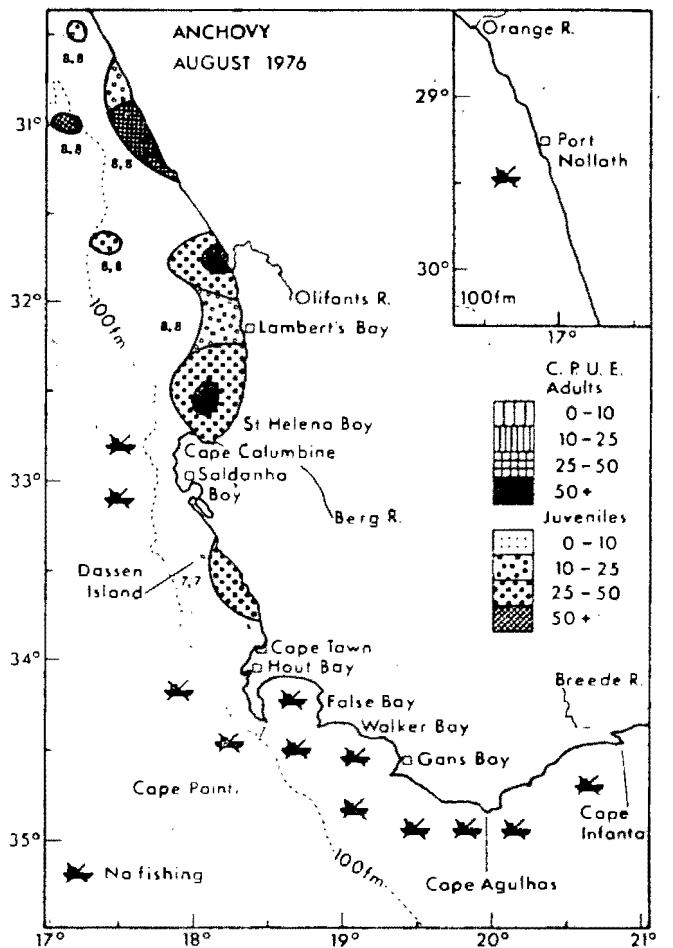 ANCHOVY
AUGUST 1976
8,8
31°
8,8
8,8
8,8
Olifants R.
32°
100fm
8,8
Lambert's Bay
St Helena Bay
Cape Columbine
Saldanha
Bay
33°
Berg R.
Dassen
Island
7,7
Cape Town
34°
Hout Bay
False Bay
Walker Bay
Breede R.
Gans Bay
Cape Point,
Cape
Infanta
35°
100fm
No fishing
Cape Agulhas
17°
18°
19°
20°
21°
Orange R.
29°
Port
Nollath
30°
100fm
17°
C. P. U. E.
Adults
0-10
10-25
25-50
50+
Juveniles
0-10
10-25
25-50
50+